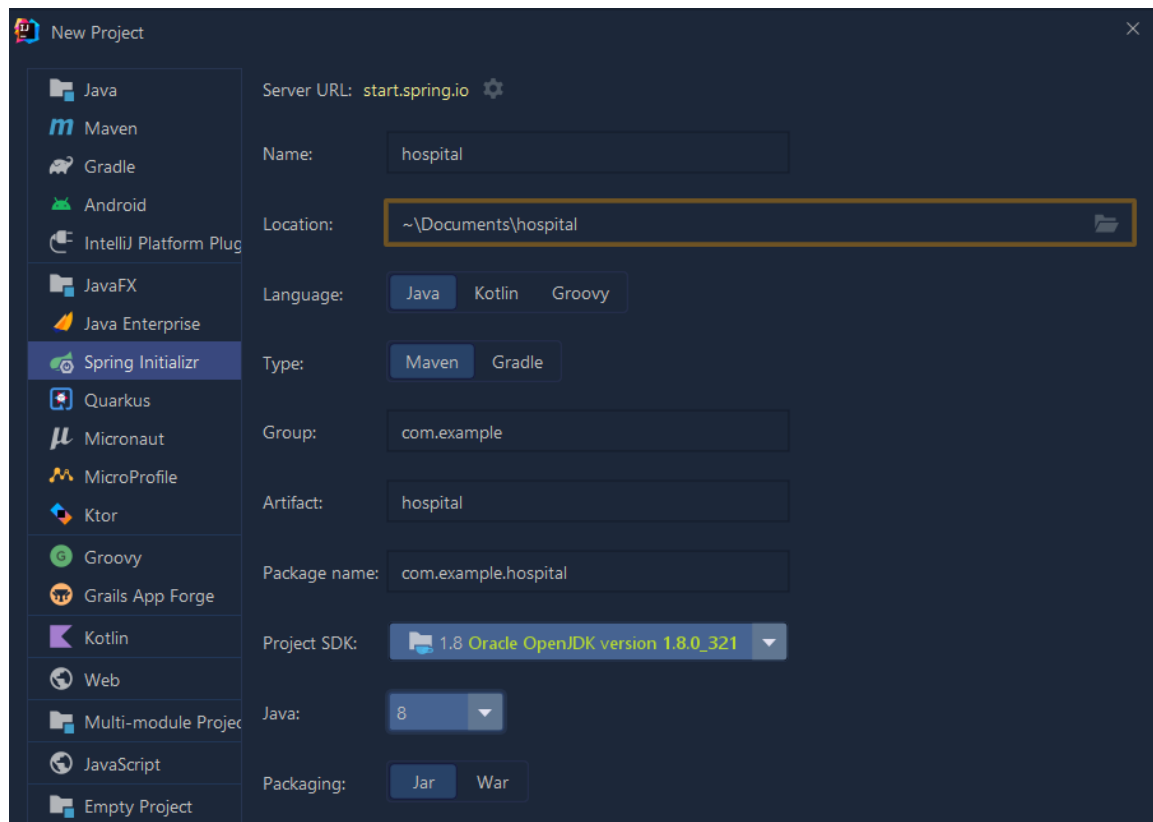 New Project
Java
Maven
Gradle
Android
IntelliJ Platform Plug
JavaFX
Java Enterprise
Spring Initializr
Quarkus
Micronaut
MicroProfile
Ktor
Groovy
Grails App Forge
Kotlin
Web
Multi-module Projec
JavaScript
Empty Project
Server URL: start.spring.io
Name: hospital
Location: ~\Documents\hospital
Language: Java Kotlin Groovy
Type: Maven Gradle
Group: com.example
Artifact: hospital
Package name: com.example.hospital
Project SDK: 1.8 Oracle OpenJDK version 1.8.0_321
Java: 8
Packaging: Jar War